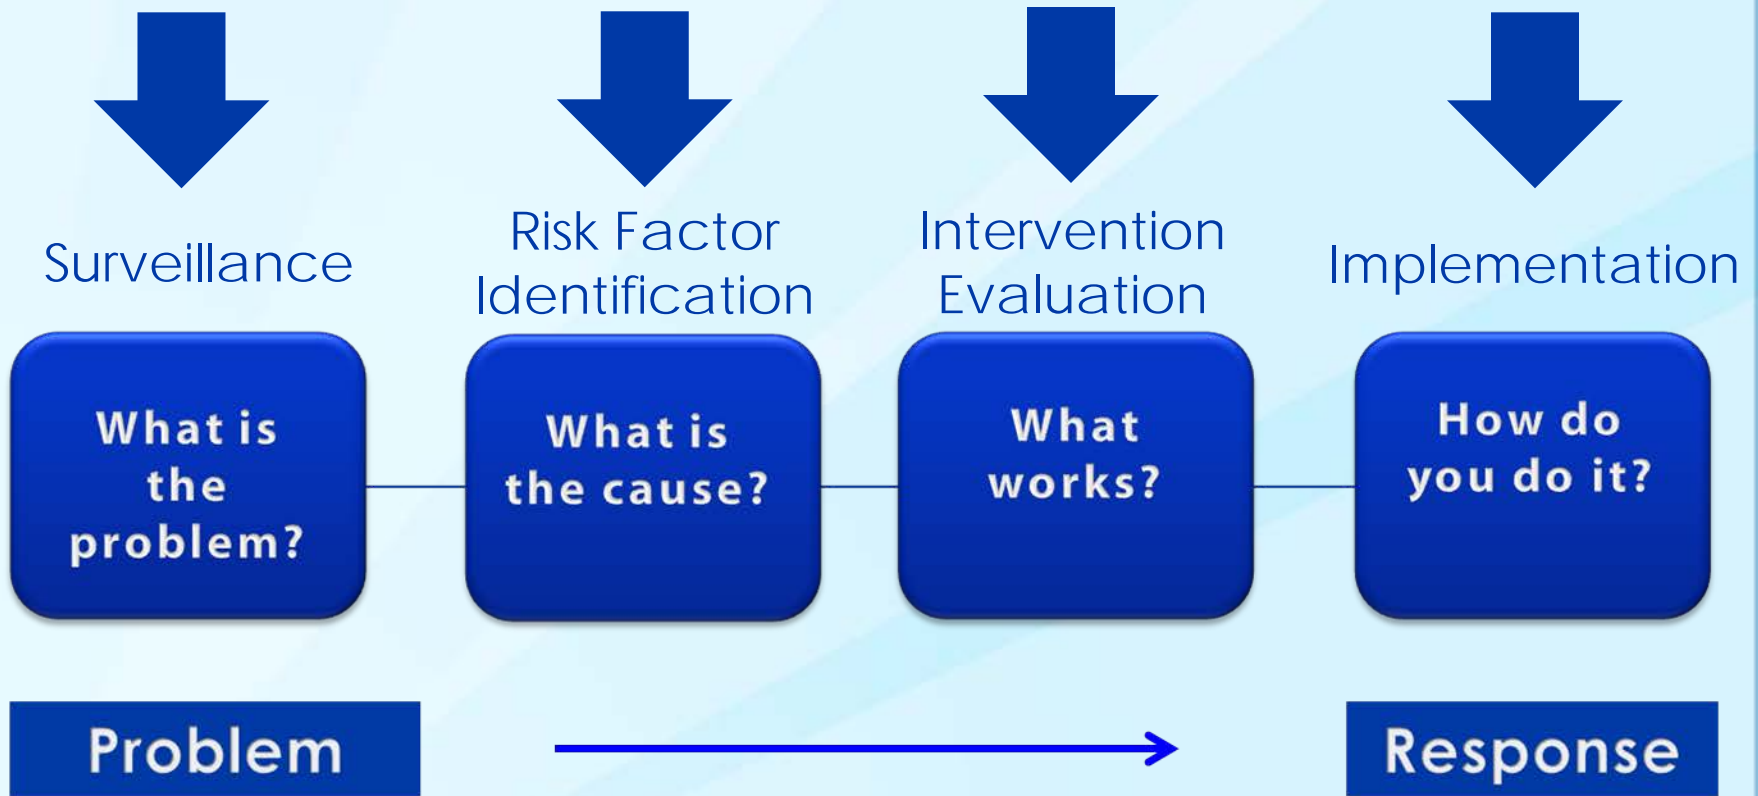 Surveillance
Risk Factor
Identification
Intervention
Evaluation
Implementation
What is
the
problem?
What is
the cause?
What
works?
How do
you do it?
Problem
Response